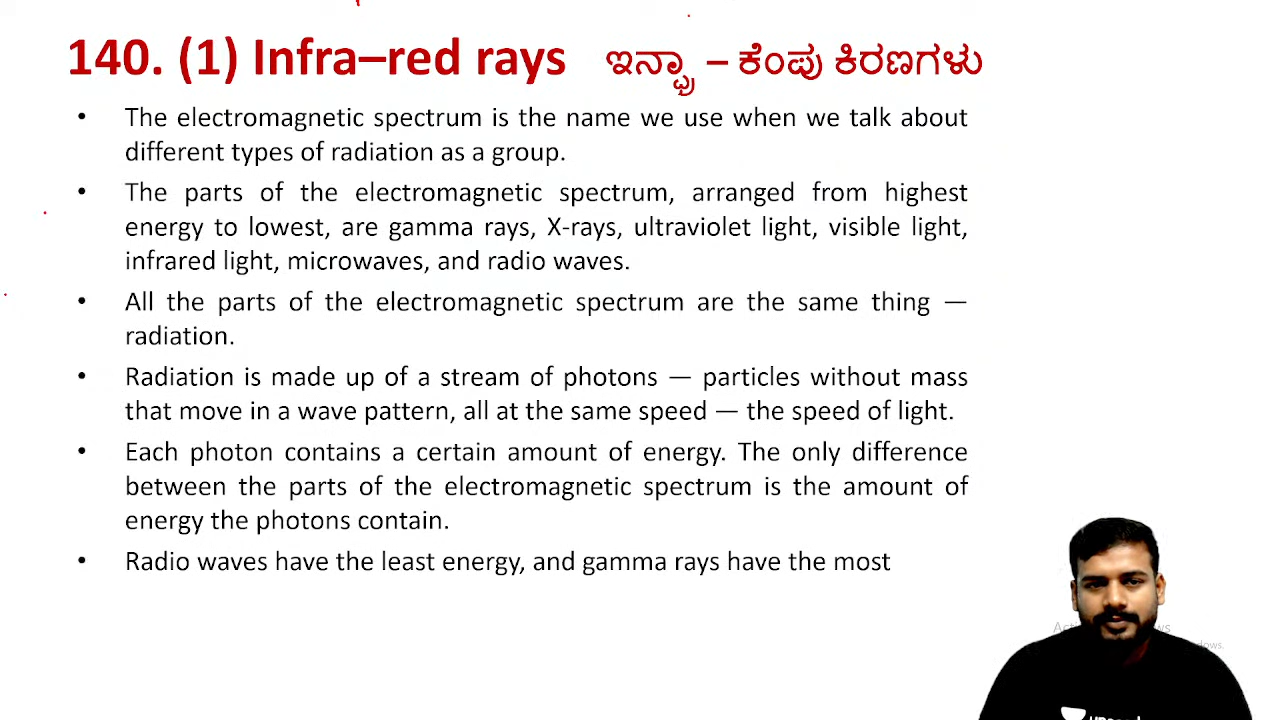 140. (1) Infra–red rays ಇನ್ಫ್ರಾ – ಕೆಂಪು ಕಿರಣಗಳು
• The electromagnetic spectrum is the name we use when we talk about
different types of radiation as a group.
• The parts of the electromagnetic spectrum, arranged from highest
energy to lowest, are gamma rays, X-rays, ultraviolet light, visible light,
infrared light, microwaves, and radio waves.
• All the parts of the electromagnetic spectrum are the same thing —
radiation.
• Radiation is made up of a stream of photons — particles without mass
that move in a wave pattern, all at the same speed — the speed of light.
• Each photon contains a certain amount of energy. The only difference
between the parts of the electromagnetic spectrum is the amount of
energy the photons contain.
• Radio waves have the least energy, and gamma rays have the most